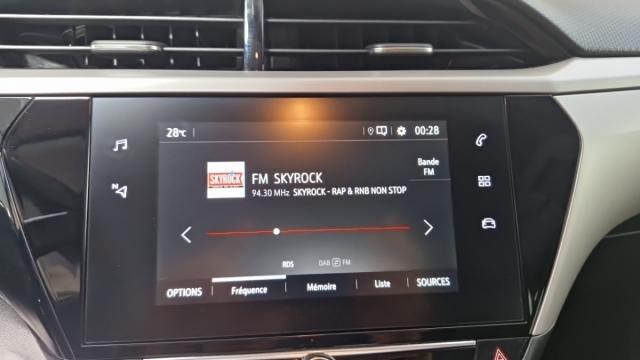 28°C 00:28
Bande
FM
SKYROCK
FM SKYROCK
94.30 MHz SKYROCK - RAP & RNB NON STOP
RDS DAB FM
OPTIONS Fréquence Mémoire Liste SOURCES
N